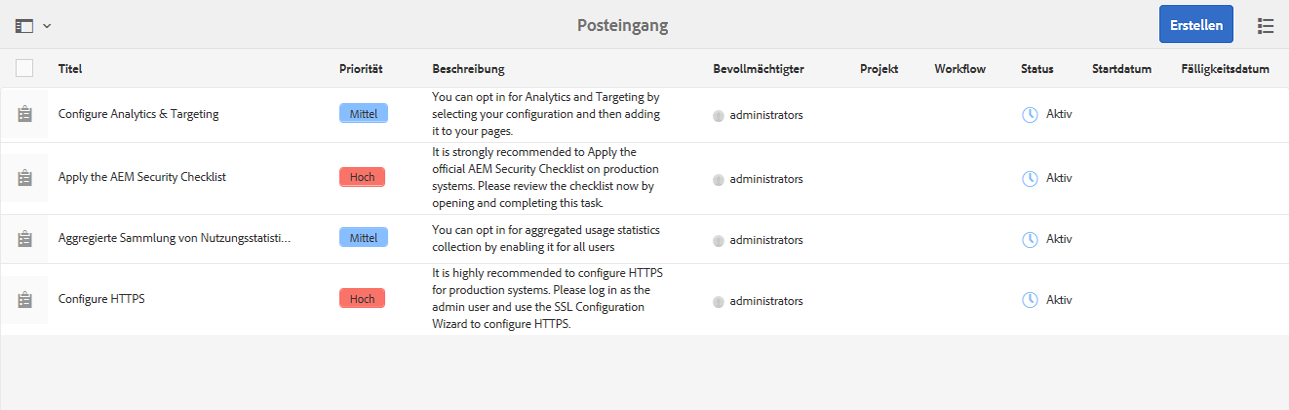 Posteingang
Erstellen
Titel Priorität Beschreibung Bevollmächtigter Projekt Workflow Status Startdatum Fälligkeitsdatum
Configure Analytics & Targeting
Mittel
You can opt in for Analytics and Targeting by
selecting your configuration and then adding
it to your pages.
administrators
Aktiv
Apply the AEM Security Checklist
Hoch
It is strongly recommended to Apply the
official AEM Security Checklist on production
systems. Please review the checklist now by
opening and completing this task.
administrators
Aktiv
Aggregierte Sammlung von Nutzungsstatisti...
Mittel
You can opt in for aggregated usage statistics
collection by enabling it for all users
administrators
Aktiv
Configure HTTPS
Hoch
It is highly recommended to configure HTTPS
for production systems. Please log in as the
admin user and use the SSL Configuration
Wizard to configure HTTPS.
administrators
Aktiv